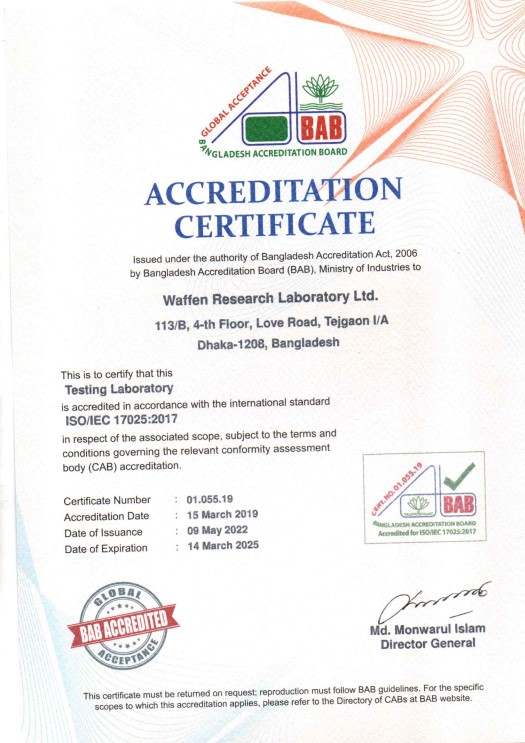 GLOBAL ACCEPTANCE
BAB
BANGLADESH ACCREDITATION BOARD
ACCREDITATION
CERTIFICATE
Issued under the authority of Bangladesh Accreditation Act, 2006
by Bangladesh Accreditation Board (BAB), Ministry of Industries to
Waffen Research Laboratory Ltd.
113/B, 4-th Floor, Love Road, Tejgaon I/A
Dhaka-1208, Bangladesh
This is to certify that this
Testing Laboratory
is accredited in accordance with the international standard
ISO/IEC 17025:2017
in respect of the associated scope, subject to the terms and
conditions governing the relevant conformity assessment
body (CAB) accreditation.
Certificate Number : 01.055.19
Accreditation Date : 15 March 2019
Date of Issuance : 09 May 2022
Date of Expiration : 14 March 2025
CERT. NO. 01.055.19
BAB
BANGLADESH ACCREDITATION BOARD
Accredited for ISO/IEC 17025:2017
GLOBAL
BAB ACCREDITED
ACCEPTANCE
Md. Monwarul Islam
Director General
This certificate must be returned on request; reproduction must follow BAB guidelines. For the specific
scopes to which this accreditation applies, please refer to the Directory of CABs at BAB website.